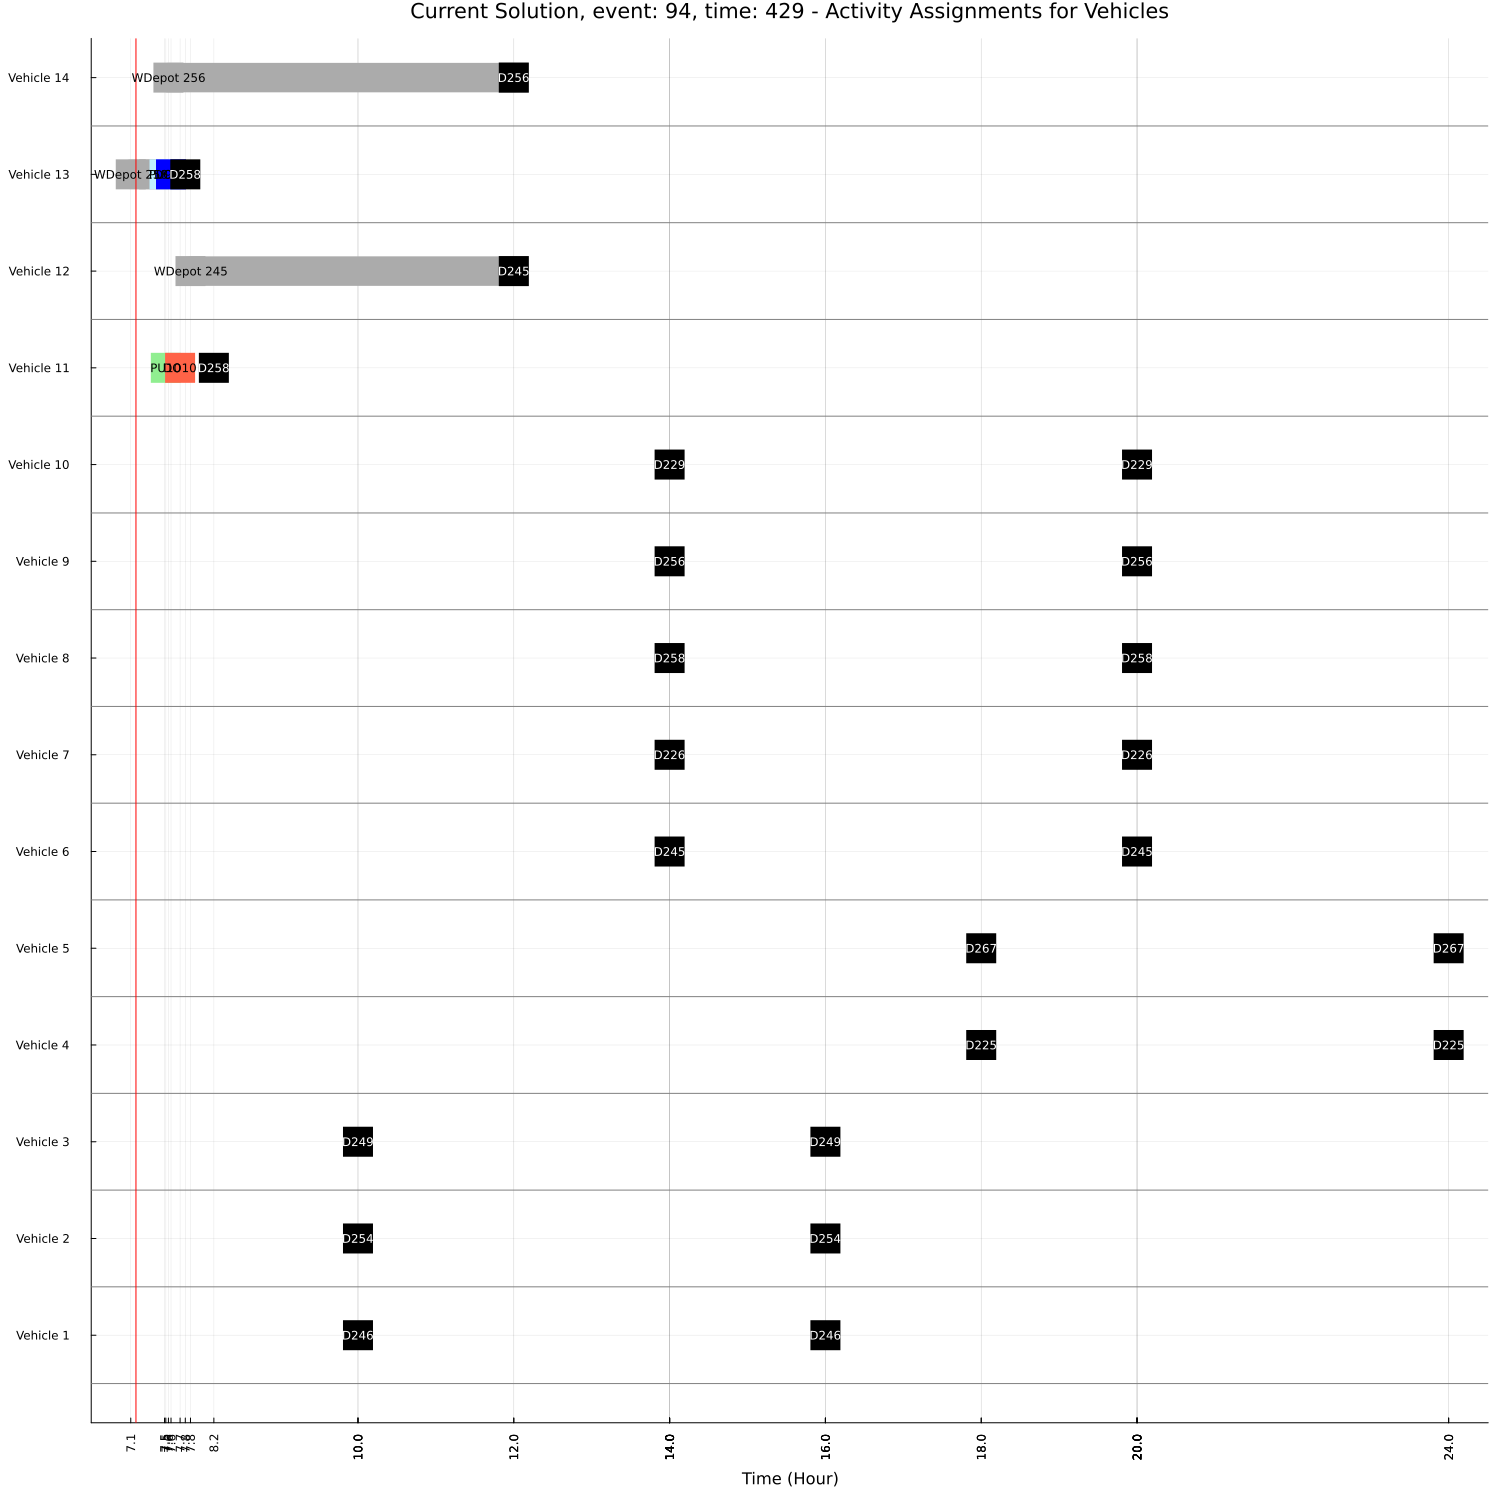 Current Solution, event: 94, time: 429 - Activity Assignments for Vehicles
Vehicle 14
WDepot 256
D256
Vehicle 13
WDepot
D258
Vehicle 12
WDepot 245
D245
Vehicle 11
DO10
D258
Vehicle 10
D229
D229
Vehicle 9
D256
D256
Vehicle 8
D258
D258
Vehicle 7
D226
D226
Vehicle 6
D245
D245
Vehicle 5
D267
D267
Vehicle 4
D225
D225
Vehicle 3
D249
D249
Vehicle 2
D254
D254
Vehicle 1
D246
D246
7.1
7.8
8.2
10.0
12.0
14.0
16.0
18.0
20.0
24.0
Time (Hour)